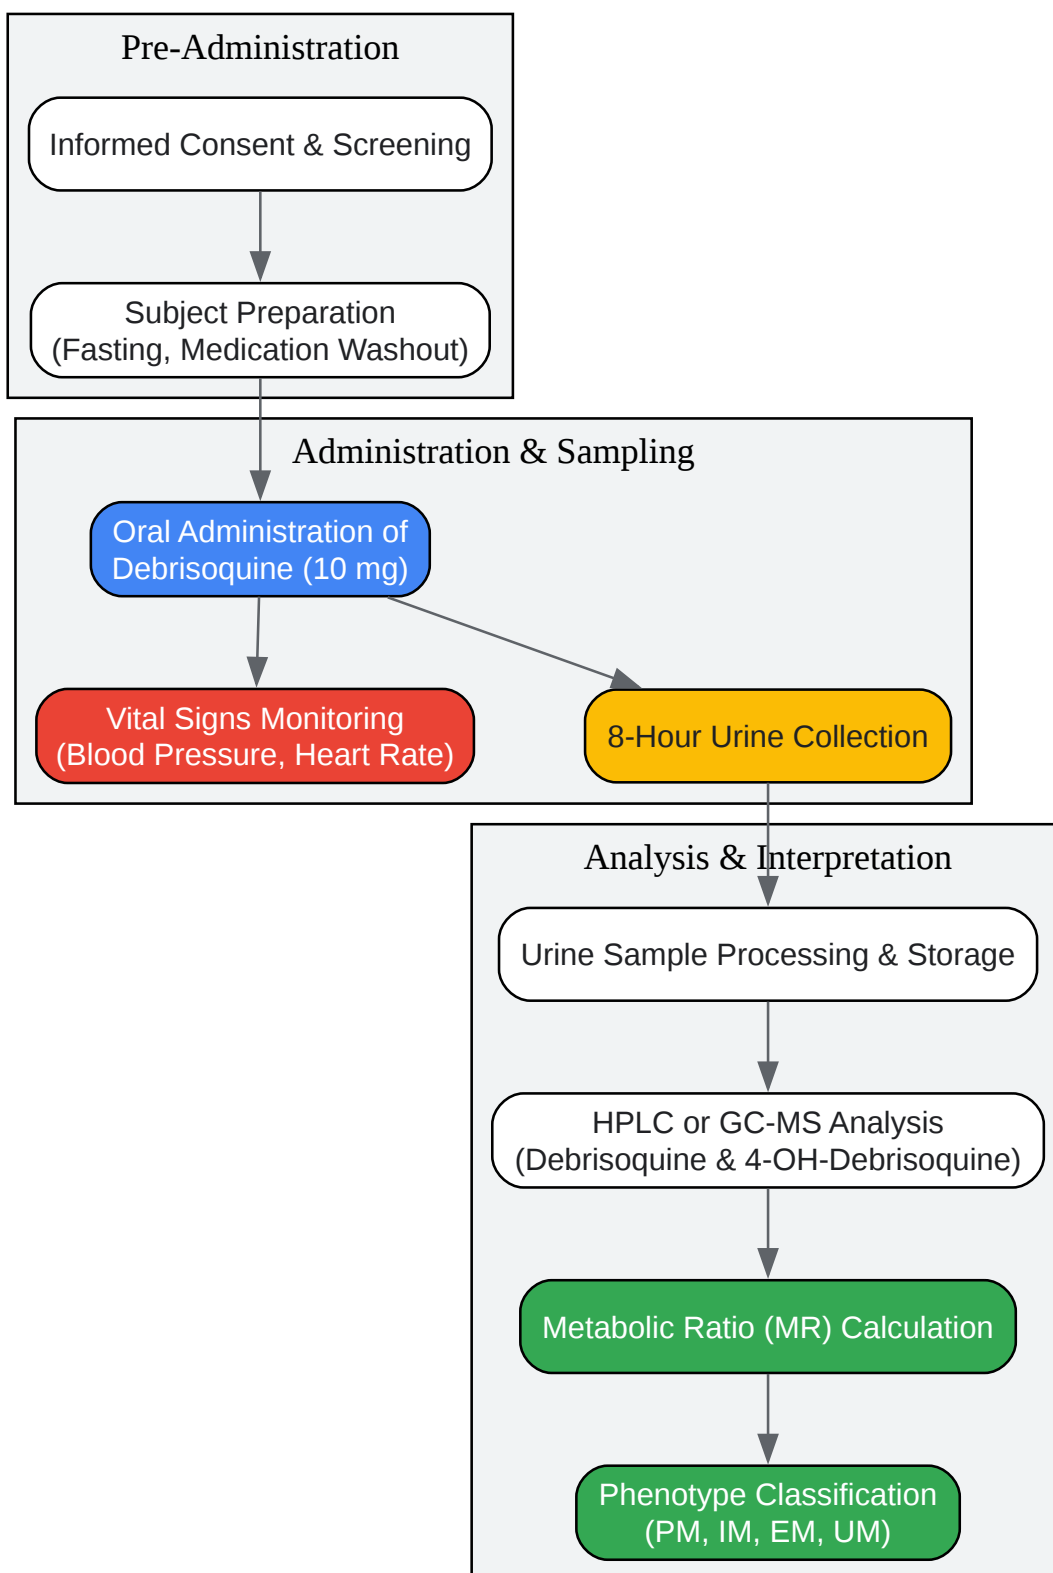 Pre-Administration
Informed Consent & Screening
Subject Preparation
(Fasting, Medication Washout)
Administration & Sampling
Oral Administration of
Debrisoquine (10 mg)
Vital Signs Monitoring
(Blood Pressure, Heart Rate)
8-Hour Urine Collection
Analysis & Interpretation
Urine Sample Processing & Storage
HPLC or GC-MS Analysis
(Debrisoquine & 4-OH-Debrisoquine)
Metabolic Ratio (MR) Calculation
Phenotype Classification
(PM, IM, EM, UM)